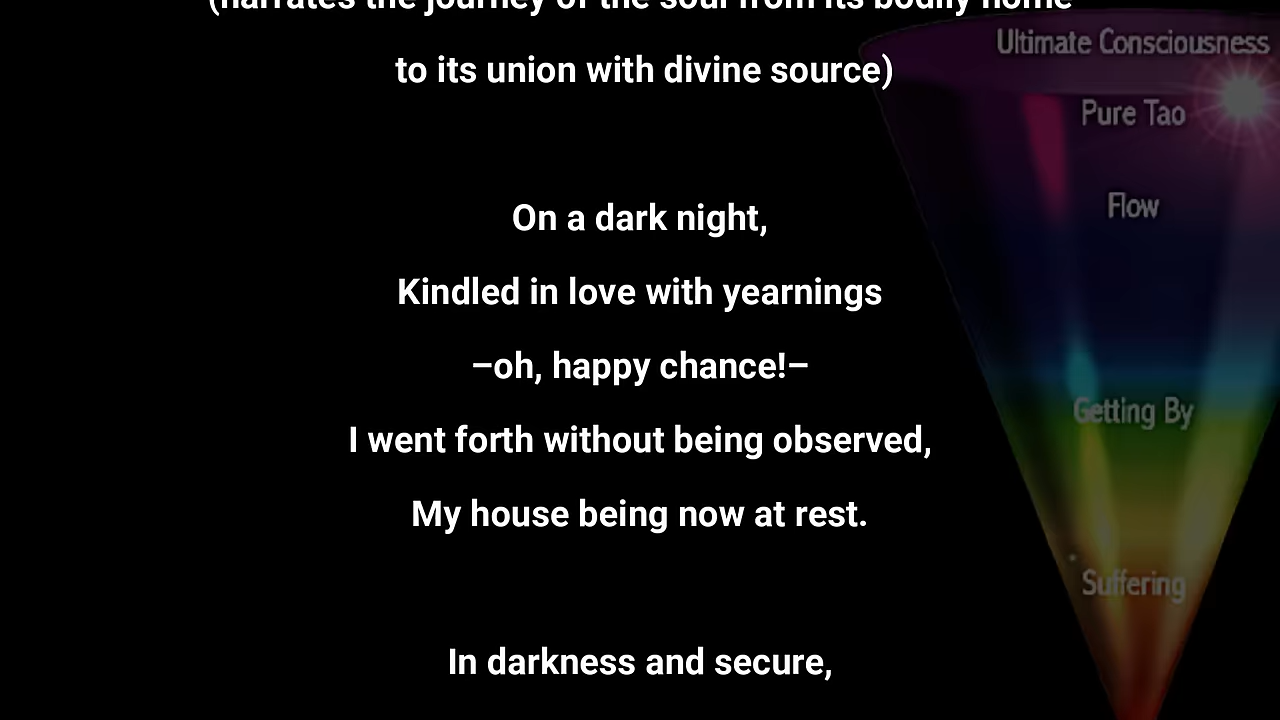 (narrates the journey of the soul from its bodily home
to its union with divine source)
On a dark night,
Kindled in love with yearnings
–oh, happy chance!–
I went forth without being observed,
My house being now at rest.
In darkness and secure,
Ultimate Consciousness
Pure Tao
Flow
Getting By
Suffering